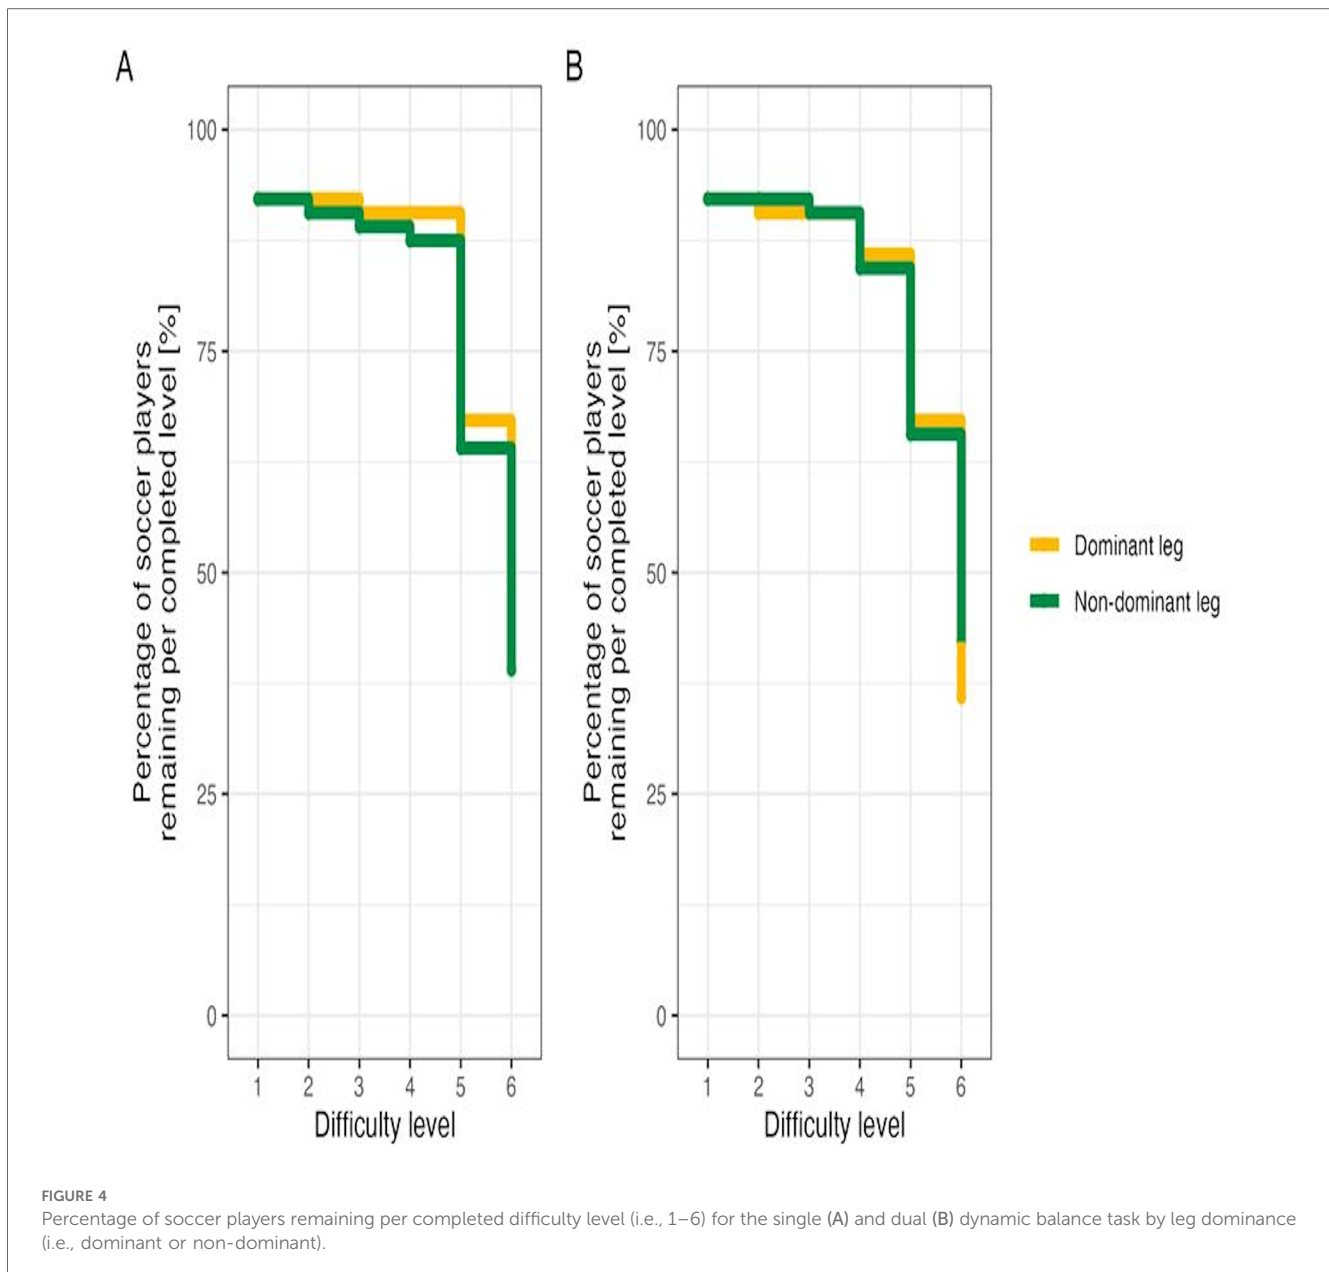 A
B
100
75
50
25
0
Percentage of soccer players
remaining per completed level [%]
1 2 3 4 5 6
Difficulty level
100
75
50
25
0
Percentage of soccer players
remaining per completed level [%]
1 2 3 4 5 6
Difficulty level
Dominant leg
Non-dominant leg
FIGURE 4
Percentage of soccer players remaining per completed difficulty level (i.e., 1–6) for the single (A) and dual (B) dynamic balance task by leg dominance
(i.e., dominant or non-dominant).